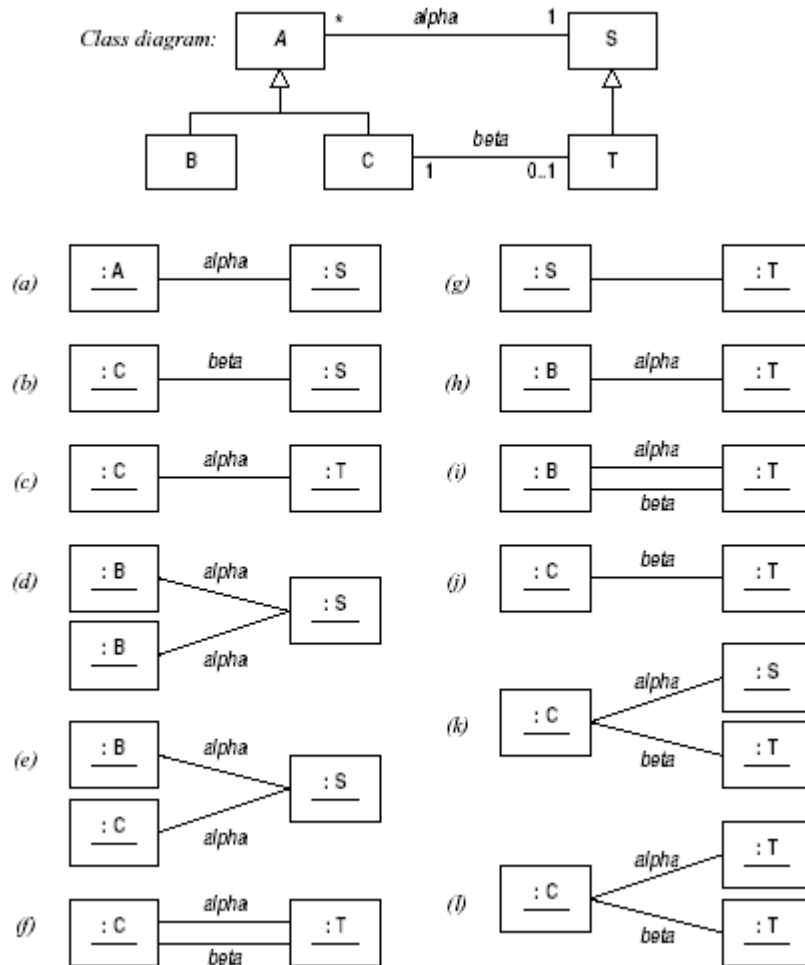 Class diagram:
A
*
alpha
1
S
B
C
1
beta
0..1
T
(a)
: A
alpha
: S
(b)
: C
beta
: S
(c)
: C
alpha
: T
(d)
: B
alpha
: S
: B
alpha
(e)
: B
alpha
: S
: C
alpha
(f)
: C
alpha
: T
beta
(g)
: S
: T
(h)
: B
alpha
: T
(i)
: B
alpha
: T
beta
(j)
: C
beta
: T
(k)
: C
alpha
: S
beta
: T
(l)
: C
alpha
: T
beta
: T